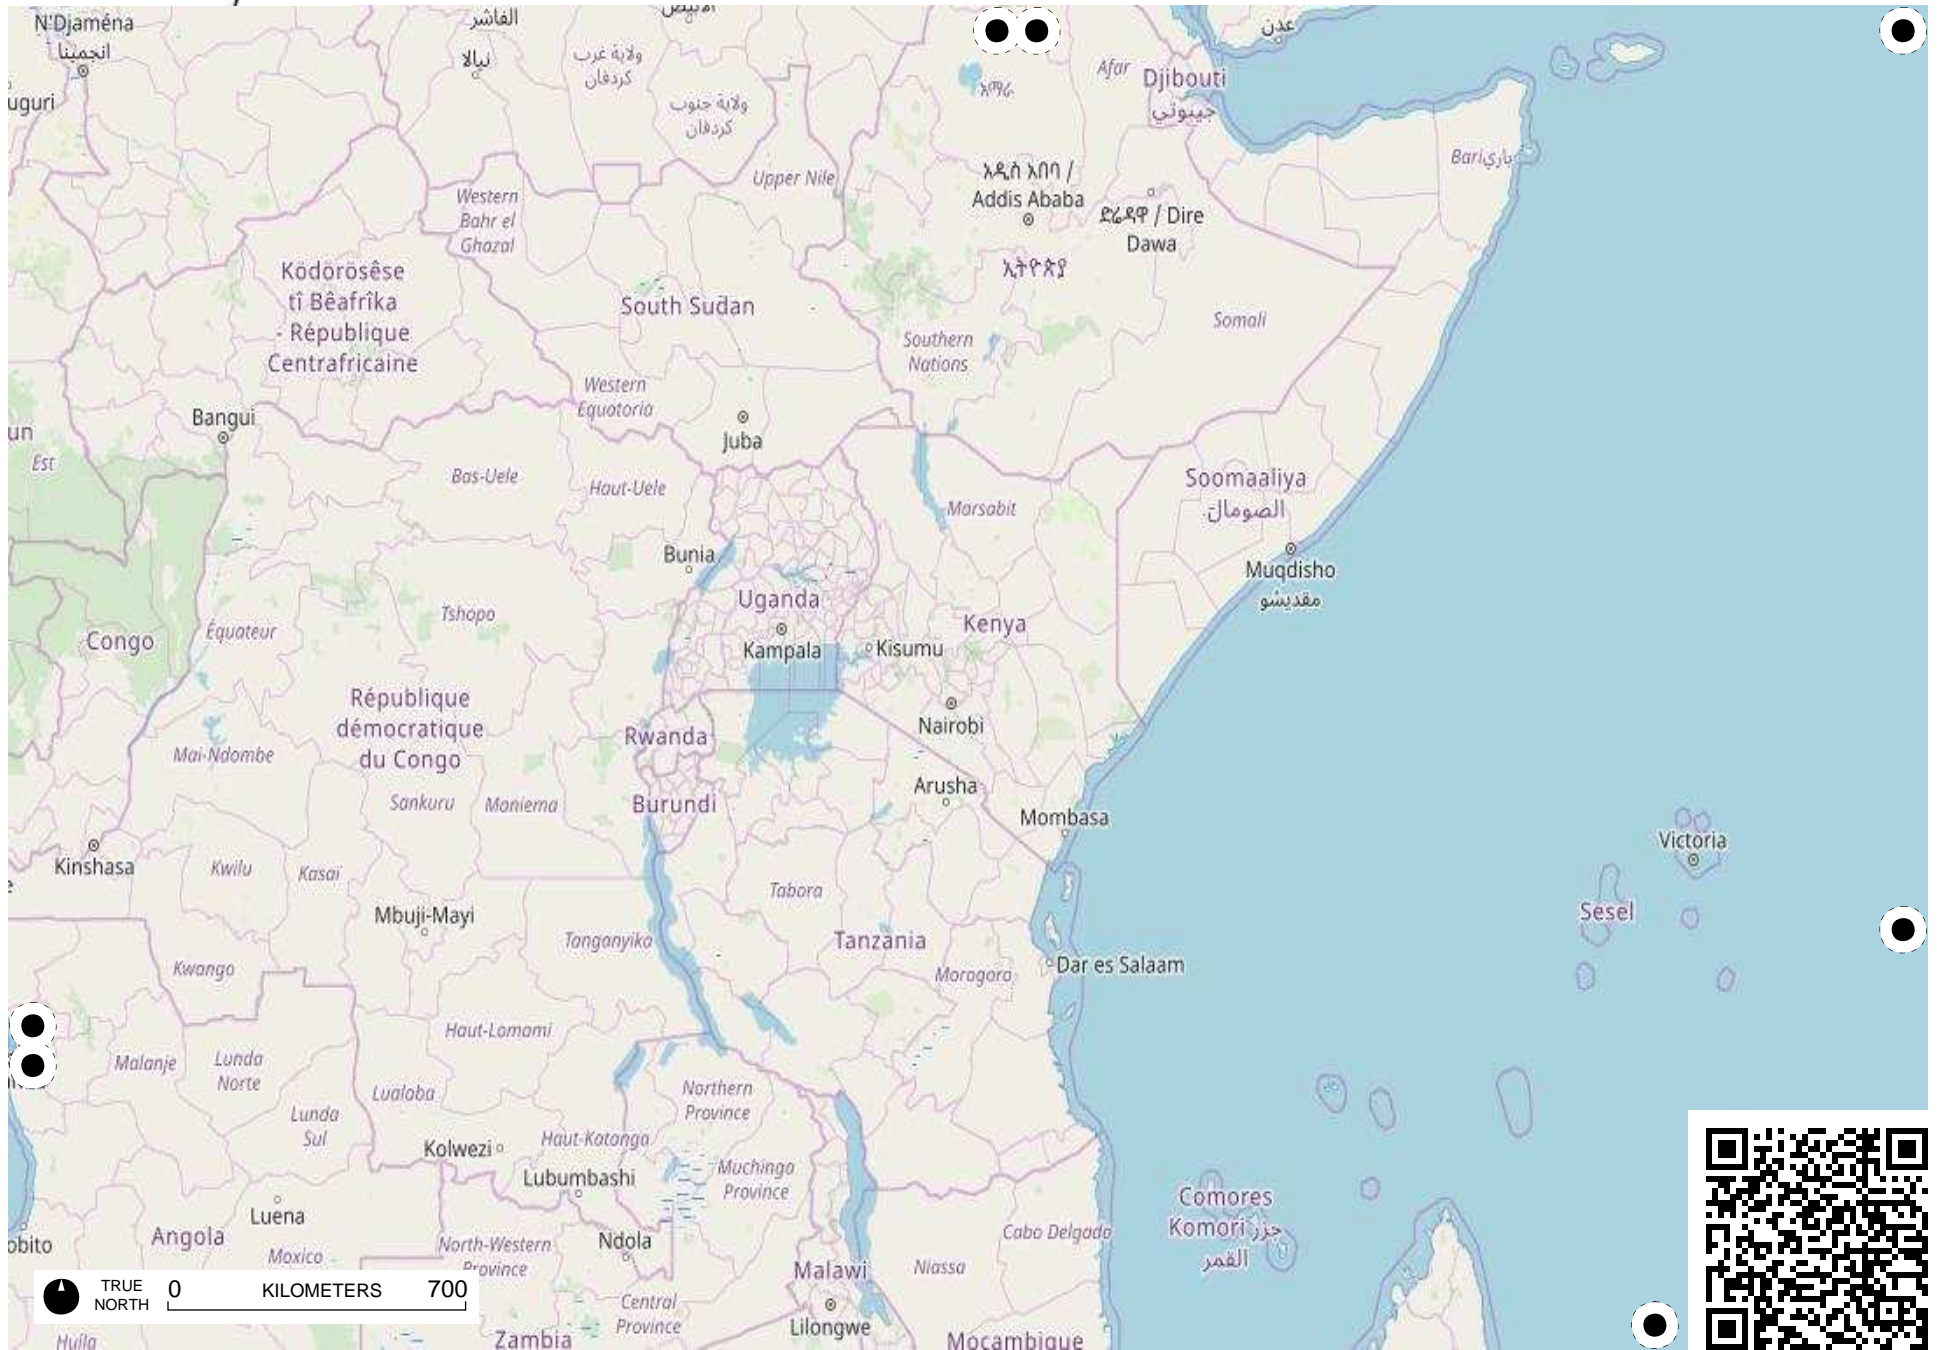 N'Djaména
انجمينا
الفاشر
نيالا
ولاية غرب
كردفان
ولاية جنوب
كردفان
عدن
Afar
Djibouti
جيبوتي
አማራ
uguri
Bari باري
Upper Nile
አዲስ አበባ /
Addis Ababa
ድሬዳዋ / Dire
Dawa
Western
Bahr el
Ghazal
ኢትዮጵያ
Ködörösêse
tî Bêafrîka
- République
Centrafricaine
South Sudan
Somali
Southern
Nations
Western
Equatoria
Bangui
Juba
un
Est
Bas-Uele
Haut-Uele
Soomaaliya
الصومال
Marsabit
Bunia
Muqdisho
مقديشو
Uganda
Tshopo
Équateur
Congo
Kenya
Kampala
Kisumu
République
démocratique
du Congo
Nairobi
Rwanda
Mai-Ndombe
Arusha
Sankuru
Maniema
Burundi
Mombasa
Victoria
Kinshasa
Kwilu
Kasai
Tabora
Mbuji-Mayi
Sesel
Tanganyika
Tanzania
Dar es Salaam
Kwango
Morogoro
Haut-Lomami
Malanje
Lunda
Norte
Lualaba
Northern
Province
Lunda
Sul
Kolwezi
Haut-Katanga
Lubumbashi
Muchinga
Province
Comores
Komori جزر
القمر
Luena
Angola
obito
Moxico
North-Western
Province
Ndola
Cabo Delgado
Malawi
Niassa
TRUE
NORTH
0 KILOMETERS 700
Central
Province
Lilongwe
Huíla
Zambia
Moçambique